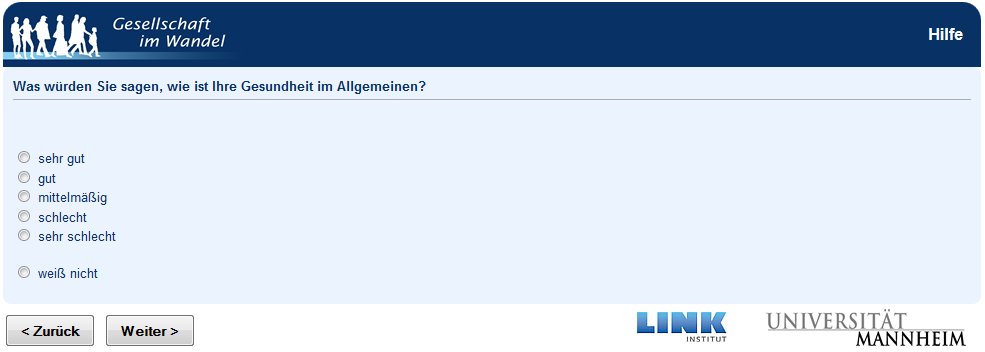 Gesellschaft
im Wandel
Hilfe
Was würden Sie sagen, wie ist Ihre Gesundheit im Allgemeinen?
sehr gut
gut
mittelmäßig
schlecht
sehr schlecht
weiß nicht
< Zurück
Weiter >
LINK
INSTITUT
UNIVERSITÄT
MANNHEIM